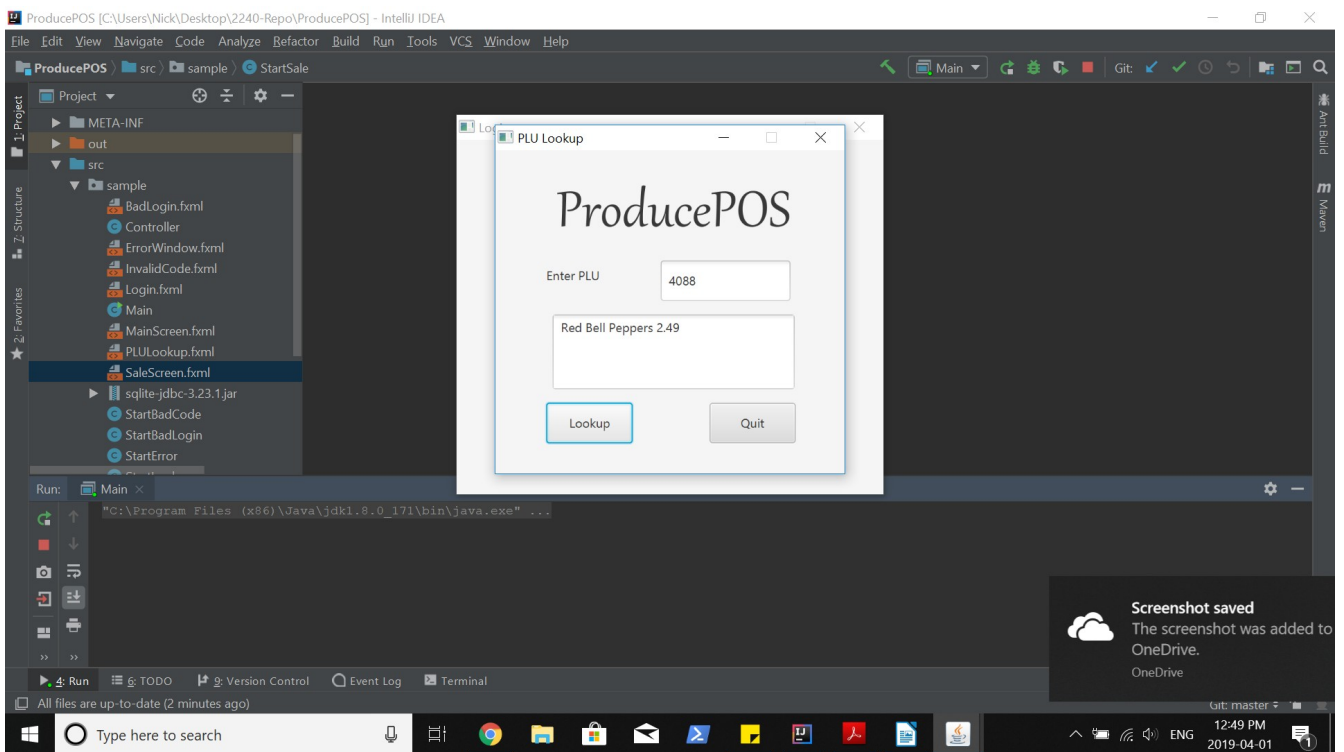 ProducePOS [C:\Users\Nick\Desktop\2240-Repo\ProducePOS] - IntelliJ IDEA
File Edit View Navigate Code Analyze Refactor Build Run Tools VCS Window Help
ProducePOS src sample StartSale
Main Git:
1: Project
Project
META-INF
out
src
sample
BadLogin.fxml
Controller
ErrorWindow.fxml
InvalidCode.fxml
Login.fxml
Main
MainScreen.fxml
PLULookup.fxml
SaleScreen.fxml
sqlite-jdbc-3.23.1.jar
StartBadCode
StartBadLogin
StartError
Z: Structure
2: Favorites
PLU Lookup
ProducePOS
Enter PLU
4088
Red Bell Peppers 2.49
Lookup Quit
Ant Build
m Maven
Run: Main
"C:\Program Files (x86)\Java\jdk1.8.0_171\bin\java.exe" ...
Screenshot saved
The screenshot was added to
OneDrive.
OneDrive
4: Run 6: TODO 9: Version Control Event Log Terminal
All files are up-to-date (2 minutes ago)
Git: master
Type here to search
ENG
12:49 PM
2019-04-01
1